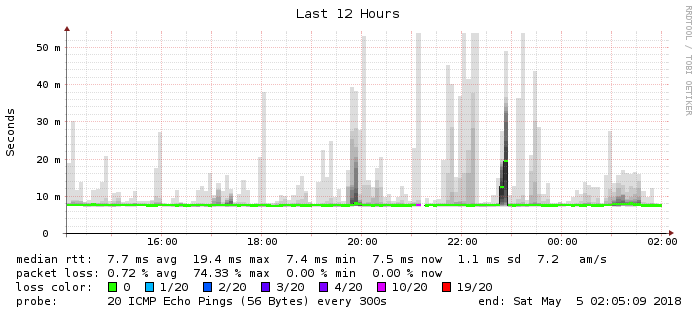 Last 12 Hours
RRDTOOL / TOBI OETIKER
Seconds
50 m
40 m
30 m
20 m
10 m
0
16:00 18:00 20:00 22:00 00:00 02:00
median rtt: 7.7 ms avg 19.4 ms max 7.4 ms min 7.5 ms now 1.1 ms sd 7.2 am/s
packet loss: 0.72 % avg 74.33 % max 0.00 % min 0.00 % now
loss color: 0 1/20 2/20 3/20 4/20 10/20 19/20
probe: 20 ICMP Echo Pings (56 Bytes) every 300s end: Sat May 5 02:05:09 2018